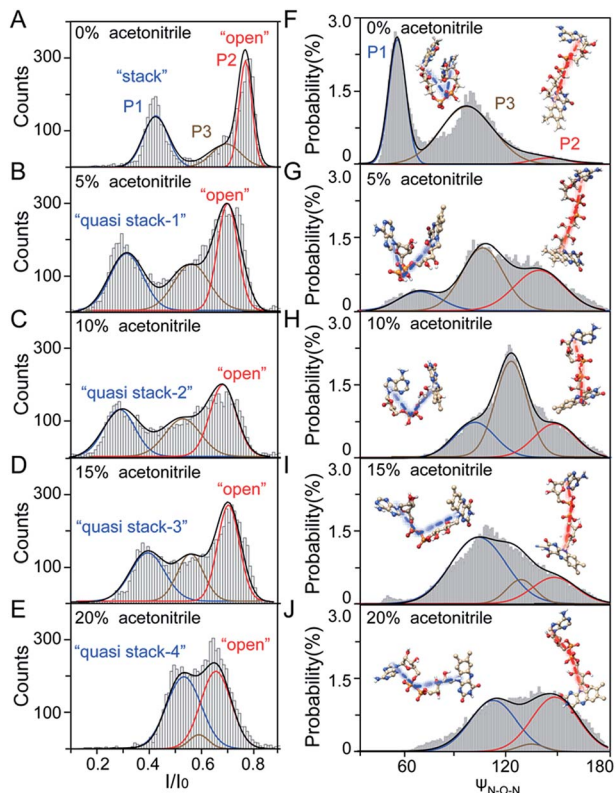 A
0% acetonitrile
"open"
P2
"stack"
P1
P3
Counts
300
200
100
B
5% acetonitrile
"open"
"quasi stack-1"
Counts
300
200
100
C
10% acetonitrile
"open"
"quasi stack-2"
Counts
300
100
D
15% acetonitrile
"open"
"quasi stack-3"
Counts
300
100
E
20% acetonitrile
"quasi stack-4"
"open"
Counts
300
100
0.2 0.4 0.6 0.8
I/I0
F
0% acetonitrile
P1
P3
P2
Probability(%)
3.0
1.5
0
G
5% acetonitrile
Probability(%)
3.0
1.5
0
H
10% acetonitrile
Probability(%)
3.0
1.5
0
I
15% acetonitrile
Probability(%)
3.0
1.5
0
J
20% acetonitrile
Probability(%)
3.0
1.5
0
60 120 180
ΨN-O-N